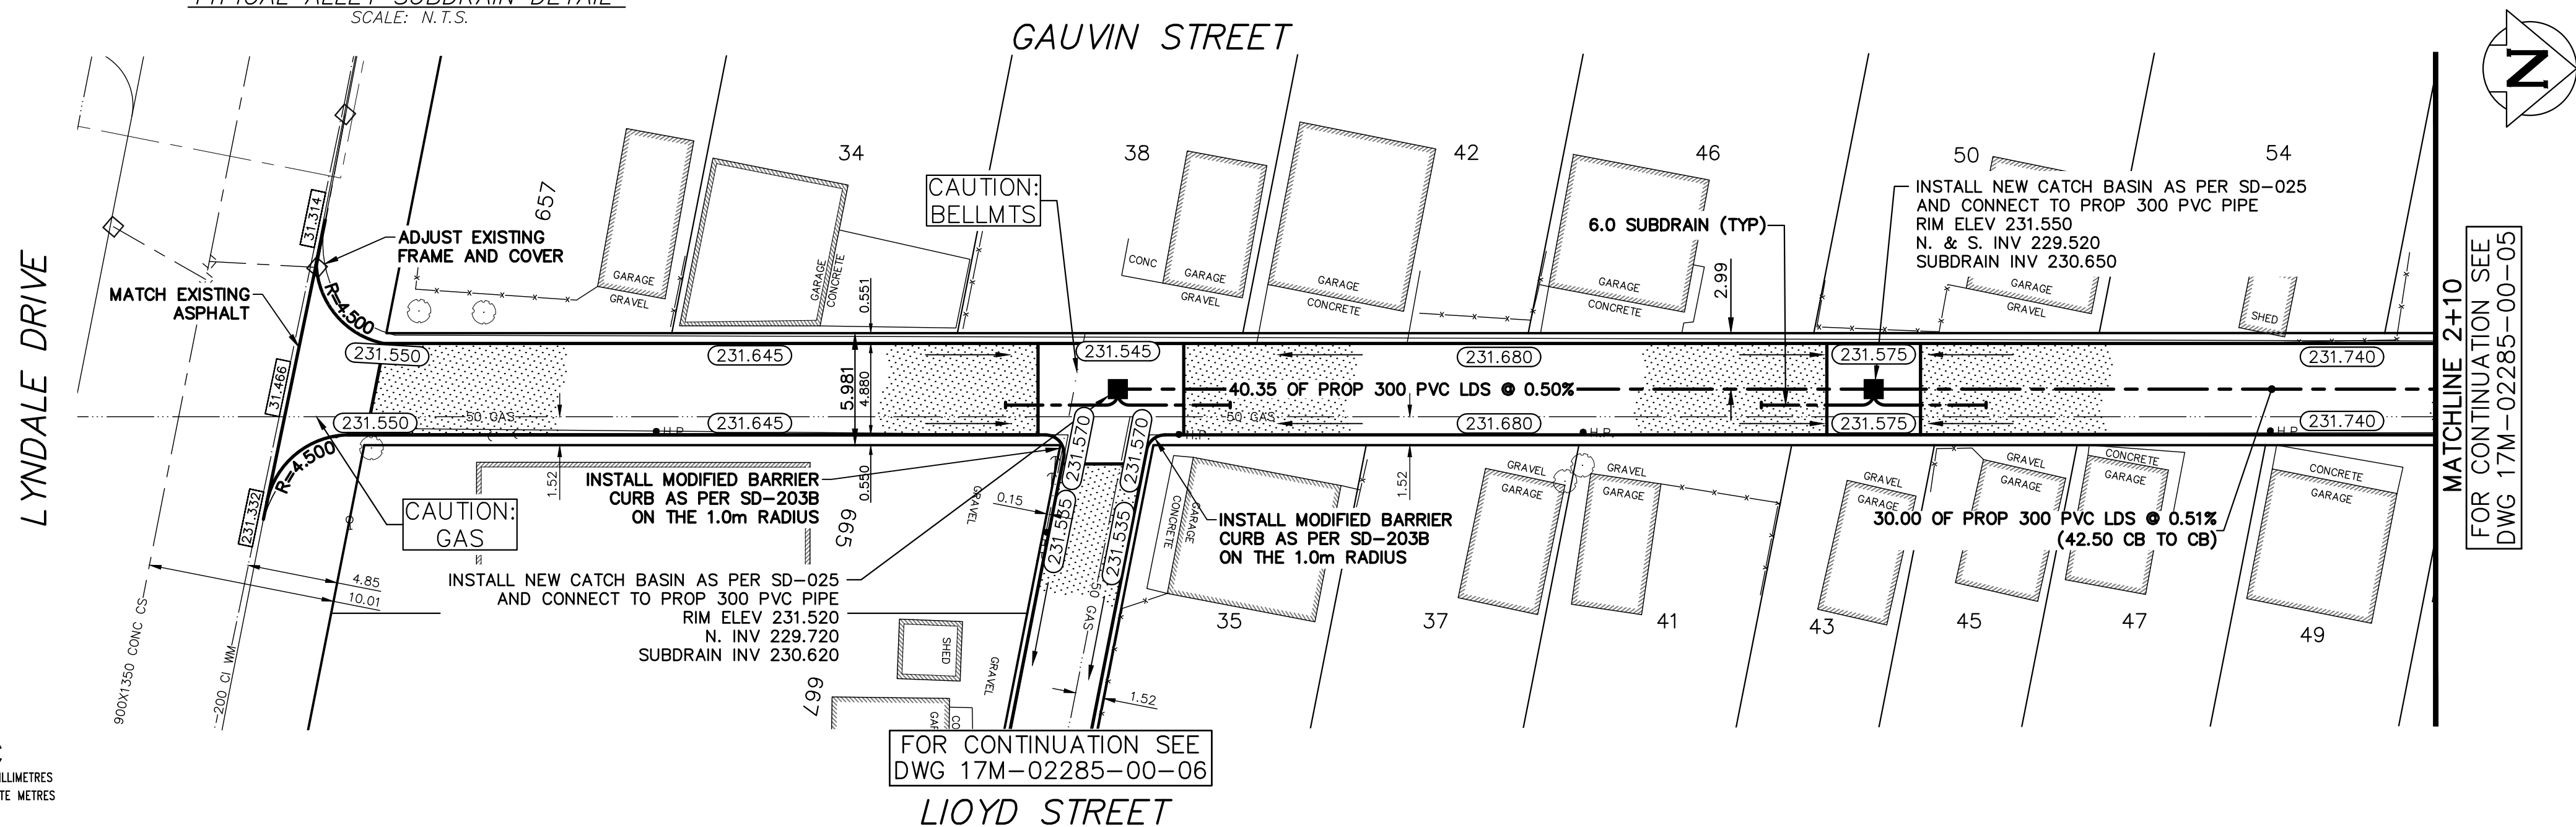 TYPICAL ALLEY SUBDRAIN DETAIL
SCALE: N.T.S.
GAUVIN STREET
N
LYNDALE DRIVE
31.314
ADJUST EXISTING
FRAME AND COVER
MATCH EXISTING
ASPHALT
R=4.500
31.466
R=4.500
231.332
657
GARAGE
GRAVEL
34
GARAGE
CONCRETE
CAUTION:
BELLMTS
38
CONC
GARAGE
GRAVEL
42
GARAGE
CONCRETE
46
GARAGE
CONCRETE
6.0 SUBDRAIN (TYP)
2.99
50
INSTALL NEW CATCH BASIN AS PER SD-025
AND CONNECT TO PROP 300 PVC PIPE
RIM ELEV 231.550
N. & S. INV 229.520
SUBDRAIN INV 230.650
GARAGE
GRAVEL
54
SHED
0.551
231.550
231.645
5.981
4.880
231.545
231.680
231.575
231.740
40.35 OF PROP 300 PVC LDS @ 0.50%
231.550
50 GAS
231.645
50 GAS
231.680
231.575
231.740
H.P.
H.P.
H.P.
H.P.
231.570
231.570
231.535
231.535
MATCHLINE 2+10
FOR CONTINUATION SEE
DWG 17M-02285-00-05
CAUTION:
GAS
1.52
INSTALL MODIFIED BARRIER
CURB AS PER SD-203B
ON THE 1.0m RADIUS
0.550
665
GRAVEL
0.15
CONCRETE
GARAGE
INSTALL MODIFIED BARRIER
CURB AS PER SD-203B
ON THE 1.0m RADIUS
1.52
GRAVEL
GARAGE
GRAVEL
GARAGE
GRAVEL
GARAGE
GRAVEL
GARAGE
CONCRETE
GARAGE
CONCRETE
GARAGE
30.00 OF PROP 300 PVC LDS @ 0.51%
(42.50 CB TO CB)
4.85
10.01
INSTALL NEW CATCH BASIN AS PER SD-025
AND CONNECT TO PROP 300 PVC PIPE
RIM ELEV 231.520
N. INV 229.720
SUBDRAIN INV 230.620
50 GAS
35
37
41
43
45
47
49
900X1350 CONC CS
200 CI WM
667
SHED
GRAVEL
1.52
FOR CONTINUATION SEE
DWG 17M-02285-00-06
LIOYD STREET
ILLIMETRES
TE METRES